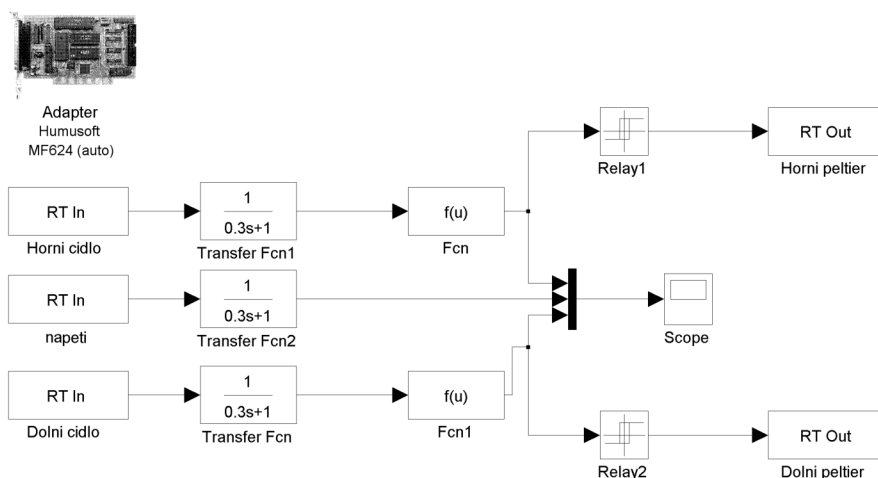 Adapter
Humusoft
MF624 (auto)
RT In
Horni cidlo
1
0.3s+1
Transfer Fcn1
f(u)
Fcn
Relay1
RT Out
Horni peltier
RT In
napeti
1
0.3s+1
Transfer Fcn2
Scope
RT In
Dolni cidlo
1
0.3s+1
Transfer Fcn
f(u)
Fcn1
Relay2
RT Out
Dolni peltier